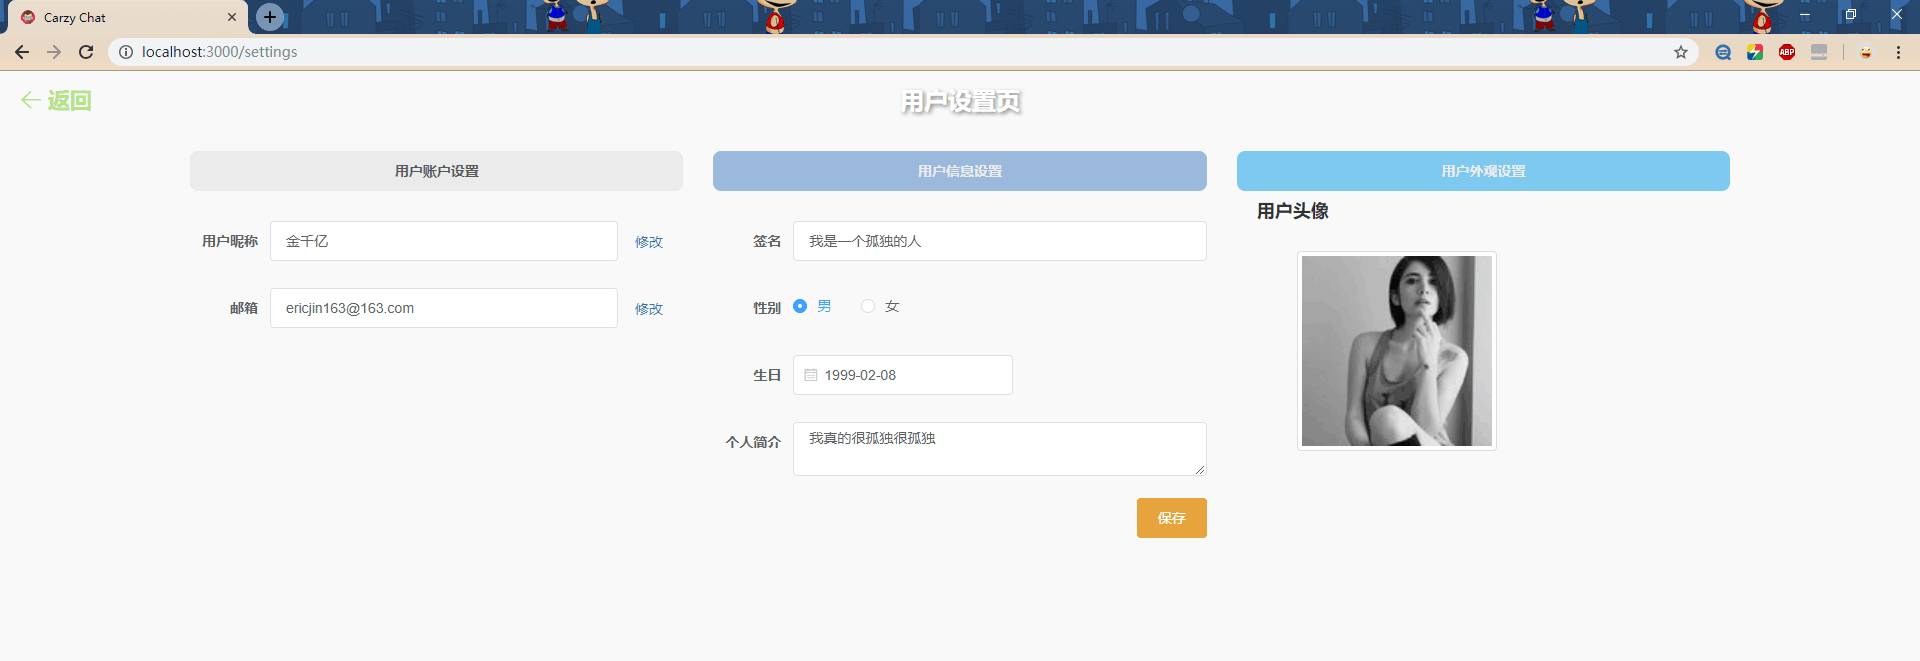 Carzy Chat
localhost:3000/settings
ABP
返回
用户设置页
用户账户设置
用户昵称 金千亿 修改
邮箱 ericjin163@163.com 修改
用户信息设置
签名 我是一个孤独的人
性别 男 女
生日 1999-02-08
个人简介 我真的很孤独很孤独
保存
用户外观设置
用户头像